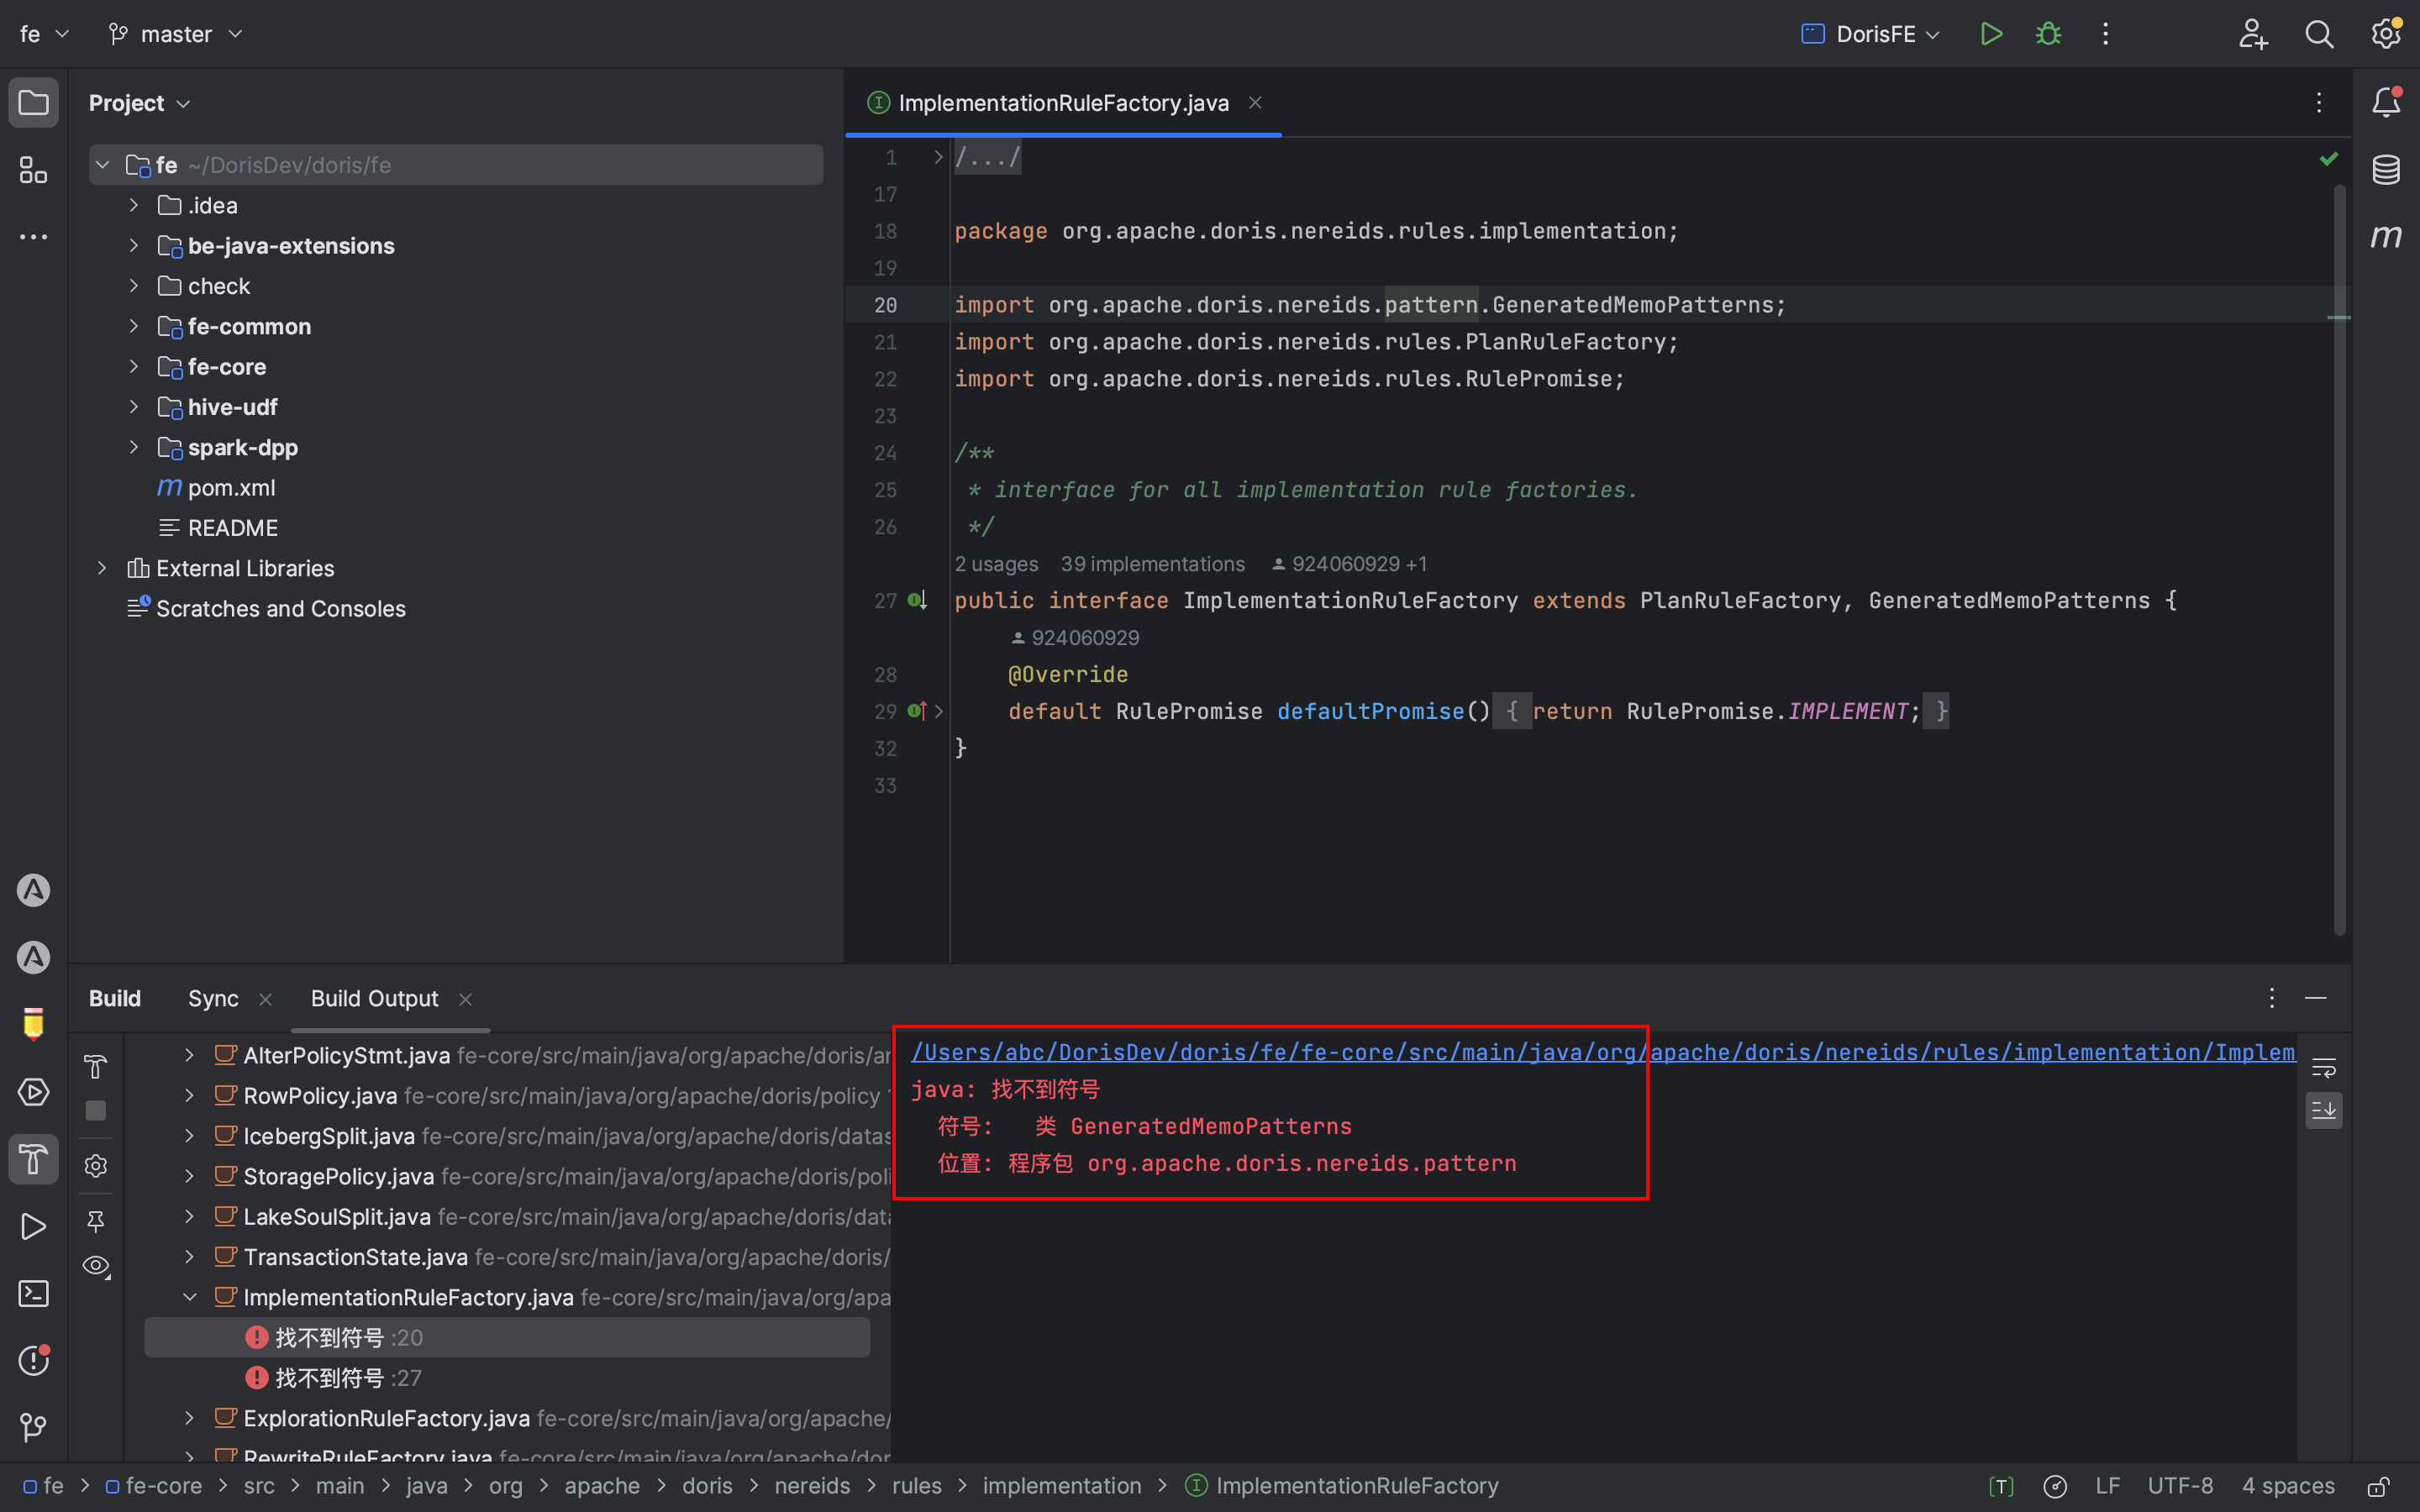 fe
master
DorisFE
Project
ImplementationRuleFactory.java
fe ~/DorisDev/doris/fe
.idea
be-java-extensions
check
fe-common
fe-core
hive-udf
spark-dpp
pom.xml
README
External Libraries
Scratches and Consoles
1 /.../
17
18 package org.apache.doris.nereids.rules.implementation;
19
20 import org.apache.doris.nereids.pattern.GeneratedMemoPatterns;
21 import org.apache.doris.nereids.rules.PlanRuleFactory;
22 import org.apache.doris.nereids.rules.RulePromise;
23
24 /**
25 * interface for all implementation rule factories.
26 */
2 usages 39 implementations 924060929 +1
27 public interface ImplementationRuleFactory extends PlanRuleFactory, GeneratedMemoPatterns {
924060929
28 @Override
29 default RulePromise defaultPromise() { return RulePromise.IMPLEMENT; }
32 }
33
Build
Sync
Build Output
AlterPolicyStmt.java fe-core/src/main/java/org/apache/doris/ar
RowPolicy.java fe-core/src/main/java/org/apache/doris/policy
IcebergSplit.java fe-core/src/main/java/org/apache/doris/datas
StoragePolicy.java fe-core/src/main/java/org/apache/doris/poli
LakeSoulSplit.java fe-core/src/main/java/org/apache/doris/data
TransactionState.java fe-core/src/main/java/org/apache/doris/
ImplementationRuleFactory.java fe-core/src/main/java/org/apa
找不到符号 :20
找不到符号 :27
ExplorationRuleFactory.java fe-core/src/main/java/org/apache/
RewriteRuleFactory.java fe-core/src/main/java/org/apache/dor
/Users/abc/DorisDev/doris/fe/fe-core/src/main/java/org/apache/doris/nereids/rules/implementation/Implem
java: 找不到符号
符号: 类 GeneratedMemoPatterns
位置: 程序包 org.apache.doris.nereids.pattern
fe > fe-core > src > main > java > org > apache > doris > nereids > rules > implementation > ImplementationRuleFactory
[T] LF UTF-8 4 spaces